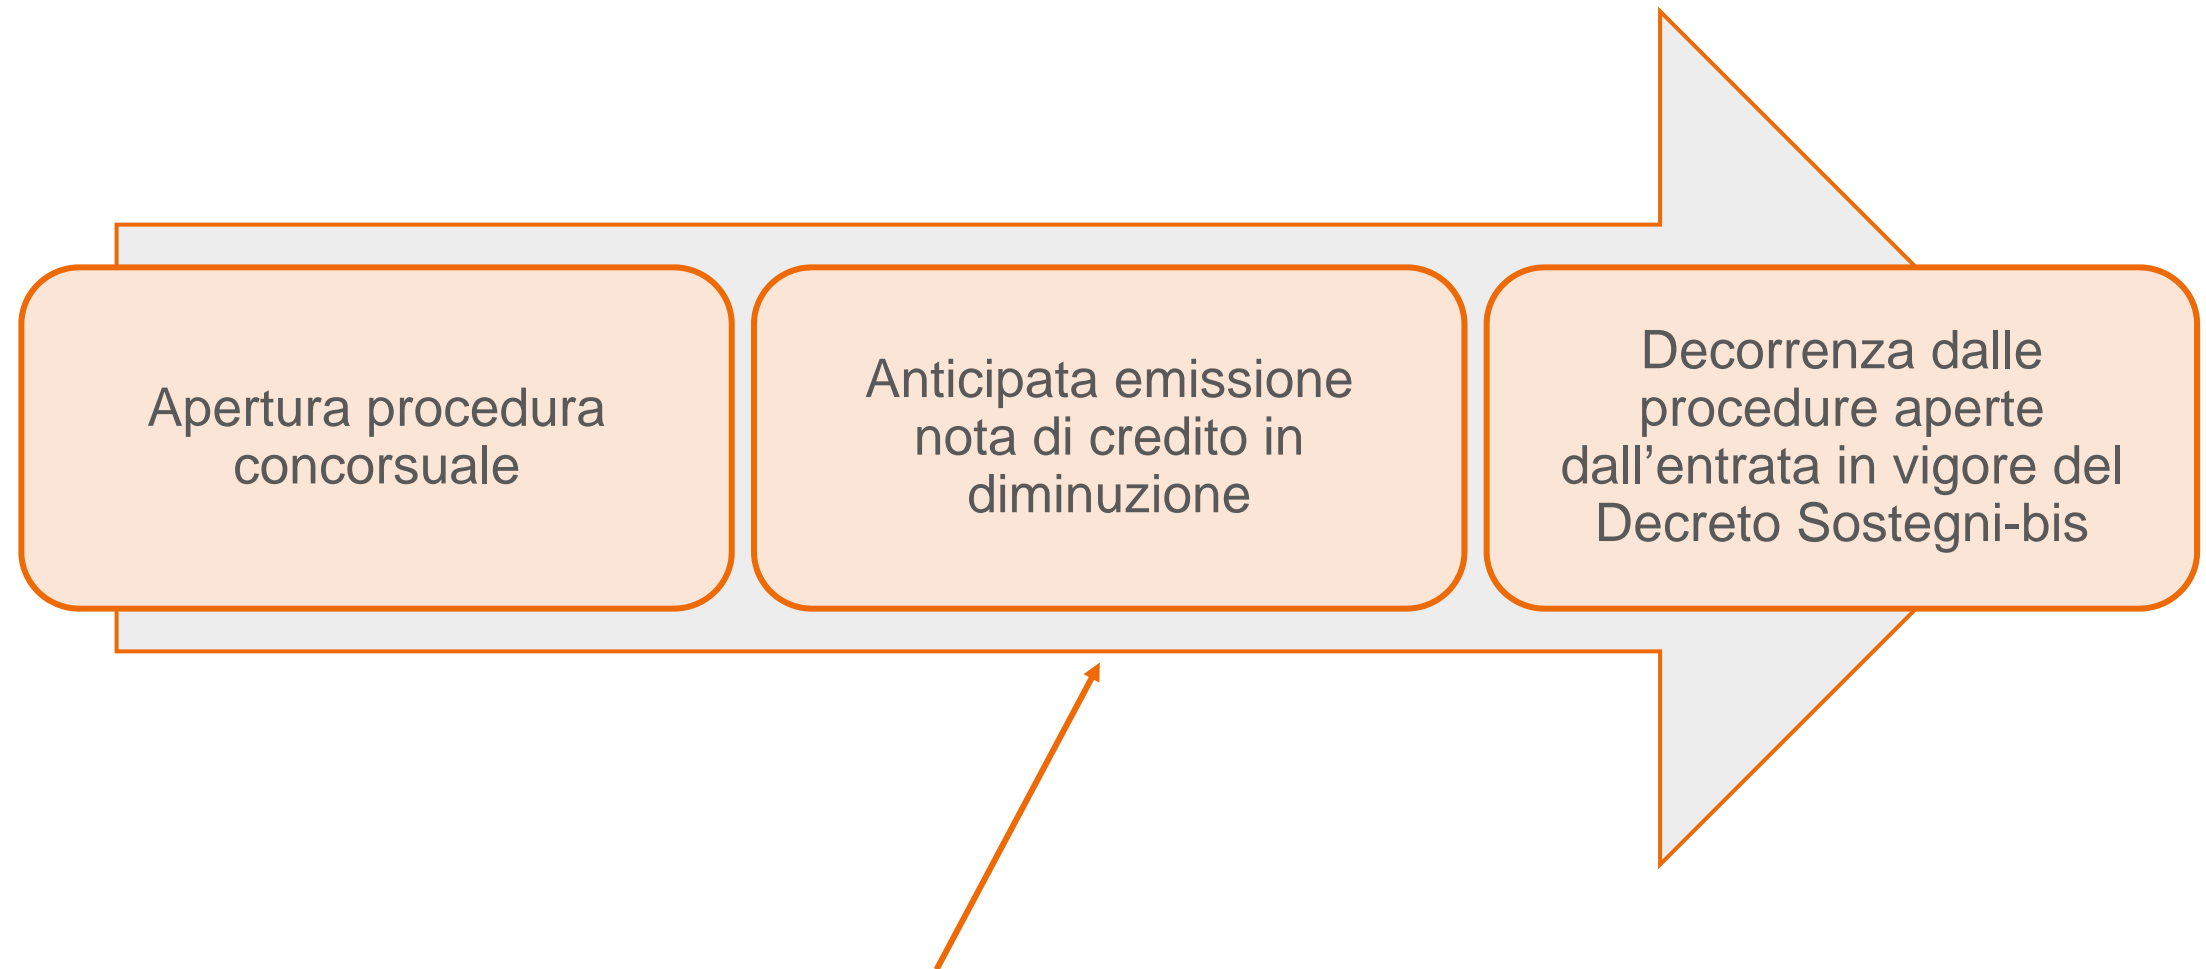 Apertura procedura
concorsuale
Anticipata emissione
nota di credito in
diminuzione
Decorrenza dalle
procedure aperte
dall’entrata in vigore del
Decreto Sostegni-bis